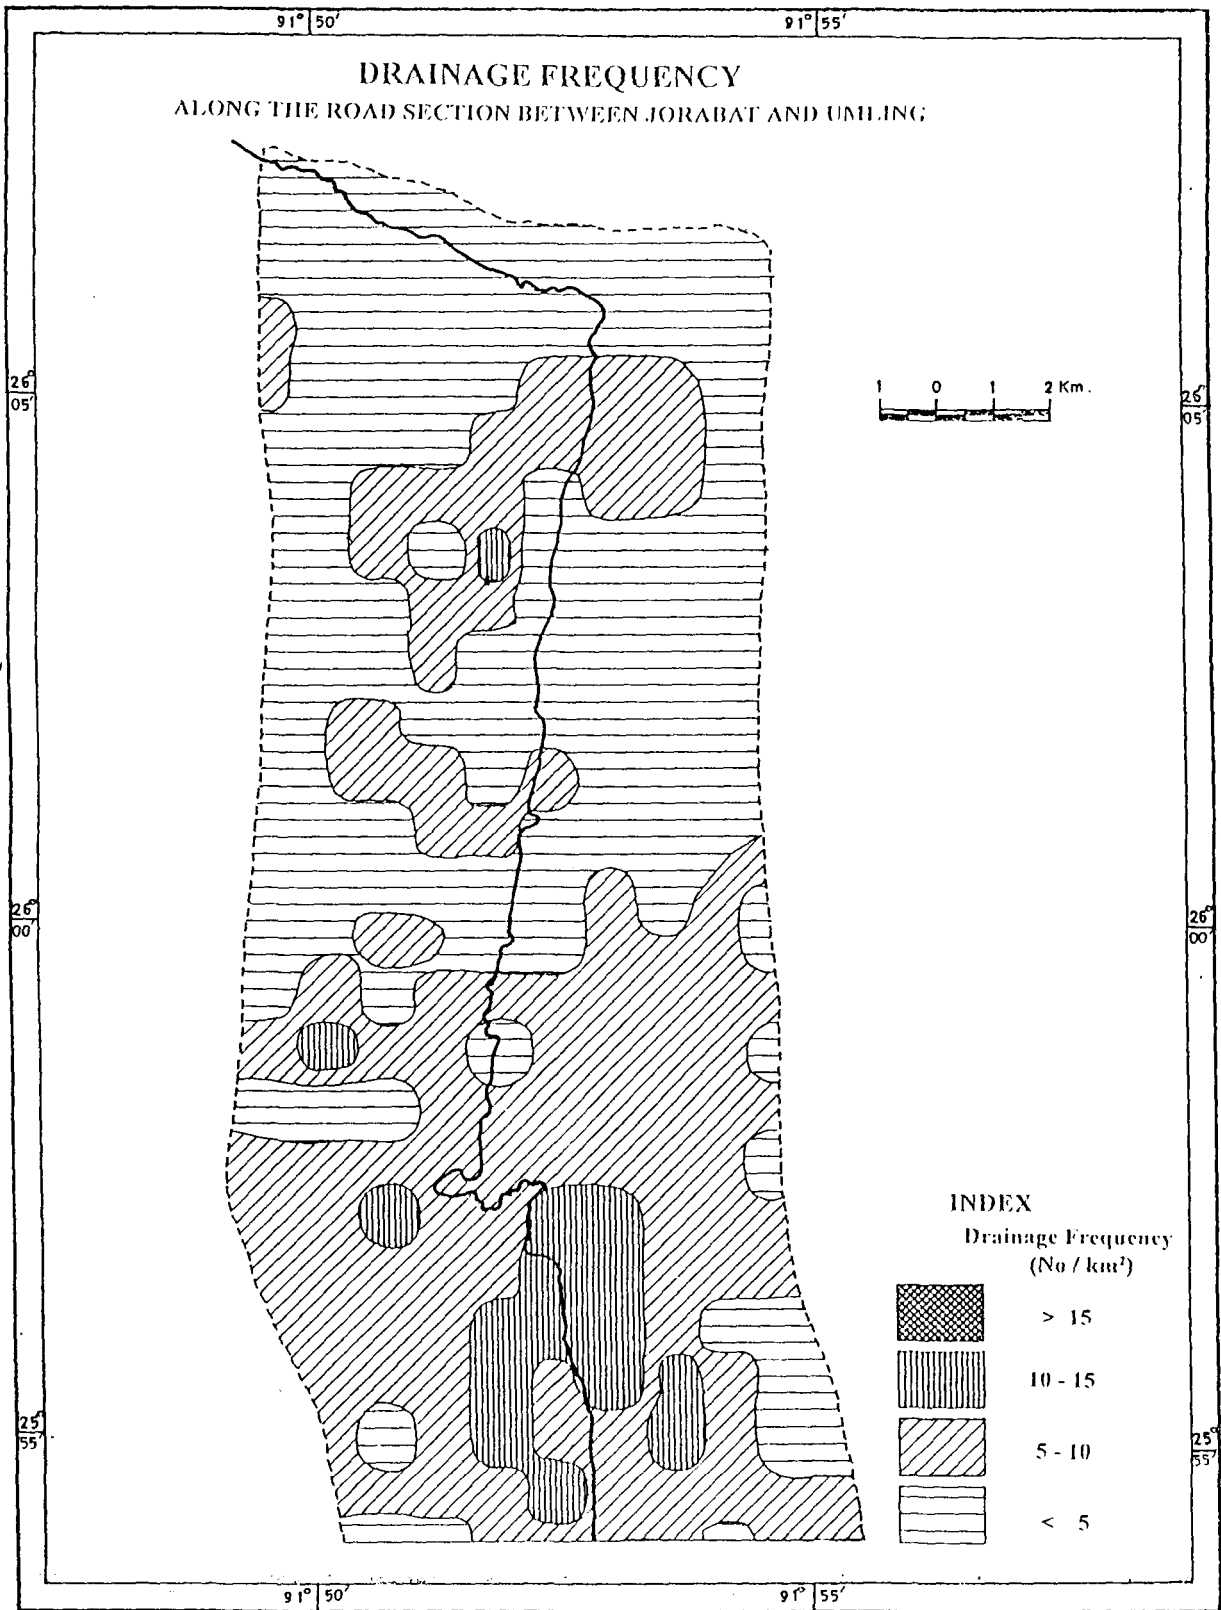 91° 50′ 91° 55′
DRAINAGE FREQUENCY
ALONG THE ROAD SECTION BETWEEN JORABAT AND UMLING
26°
05′
1 0 1 2 Km.
26°
05′
26°
00′
26°
00′
INDEX
Drainage Frequency
(No / km²)
> 15
10 - 15
5 - 10
< 5
25°
55′
25°
55′
91° 50′ 91° 55′